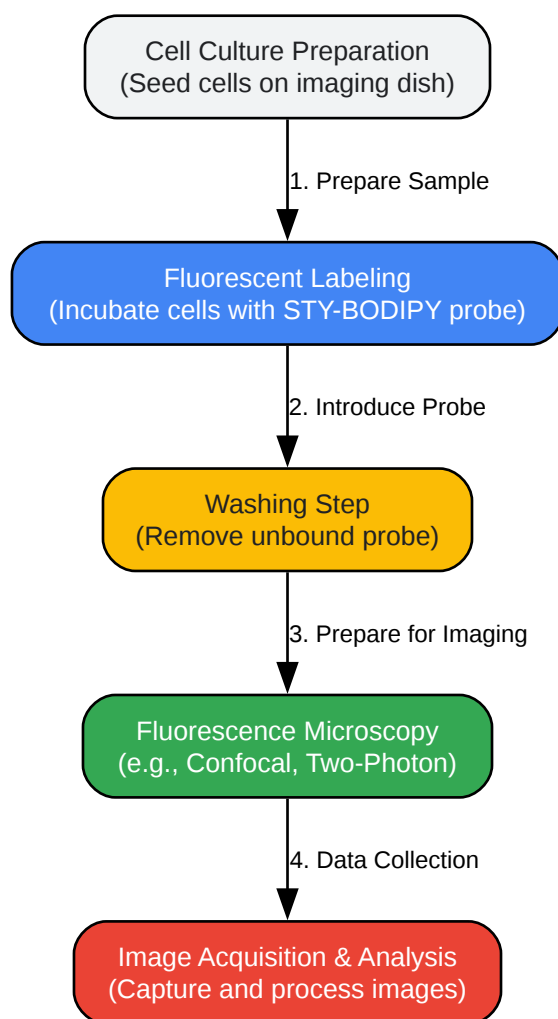 Cell Culture Preparation
(Seed cells on imaging dish)
1. Prepare Sample
Fluorescent Labeling
(Incubate cells with STY-BODIPY probe)
2. Introduce Probe
Washing Step
(Remove unbound probe)
3. Prepare for Imaging
Fluorescence Microscopy
(e.g., Confocal, Two-Photon)
4. Data Collection
Image Acquisition & Analysis
(Capture and process images)